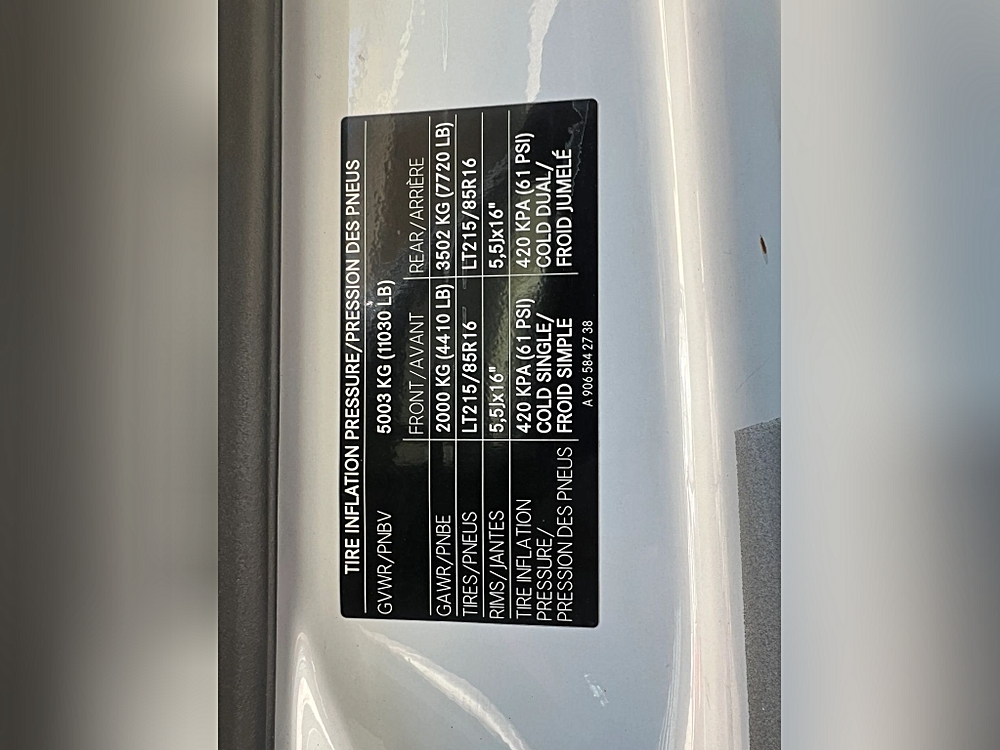 TIRE INFLATION PRESSURE/PRESSION DES PNEUS
GVWR/PNBV 5003 KG (11030 LB)
FRONT/AVANT REAR/ARRIÈRE
GAWR/PNBE 2000 KG (4410 LB) 3502 KG (7720 LB)
TIRES/PNEUS LT215/85R16 LT215/85R16
RIMS/JANTES 5,5Jx16" 5,5Jx16"
TIRE INFLATION 420 KPA (61 PSI) 420 KPA (61 PSI)
PRESSURE/ COLD SINGLE/ COLD DUAL/
PRESSION DES PNEUS FROID SIMPLE FROID JUMELÉ
A 906 584 27 38